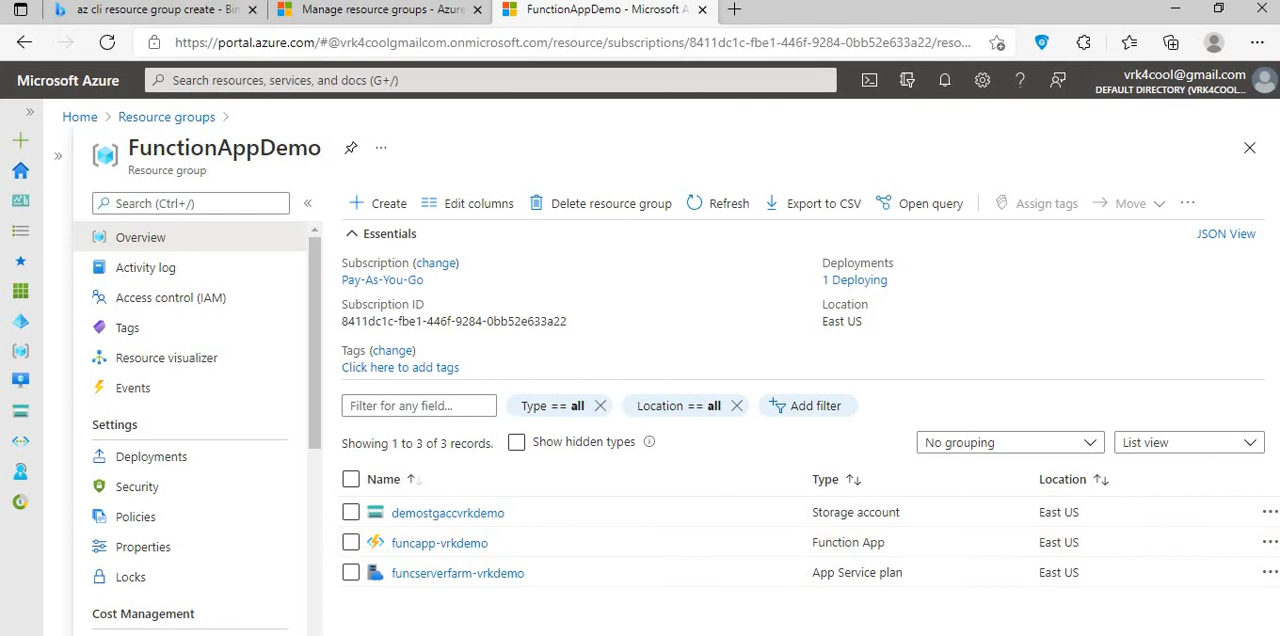 az cli resource group create - Bin
Manage resource groups - Azure
FunctionAppDemo - Microsoft A
https://portal.azure.com/#@vrk4coolgmailcom.onmicrosoft.com/resource/subscriptions/8411dc1c-fbe1-446f-9284-0bb52e633a22/reso...
Microsoft Azure
Search resources, services, and docs (G+/)
vrk4cool@gmail.com
DEFAULT DIRECTORY (VRK4COOL...
Home > Resource groups >
FunctionAppDemo ...
Resource group
Search (Ctrl+/)
Create Edit columns Delete resource group Refresh Export to CSV Open query Assign tags Move ...
Overview
Activity log
Access control (IAM)
Tags
Resource visualizer
Events
Settings
Deployments
Security
Policies
Properties
Locks
Cost Management
Essentials
JSON View
Subscription (change)
Pay-As-You-Go
Subscription ID
8411dc1c-fbe1-446f-9284-0bb52e633a22
Tags (change)
Click here to add tags
Deployments
1 Deploying
Location
East US
Filter for any field...
Type == all
Location == all
Add filter
Showing 1 to 3 of 3 records.
Show hidden types
No grouping
List view
Name Type Location
demostgaccvrkdemo Storage account East US ...
funcapp-vrkdemo Function App East US ...
funcserverfarm-vrkdemo App Service plan East US ...